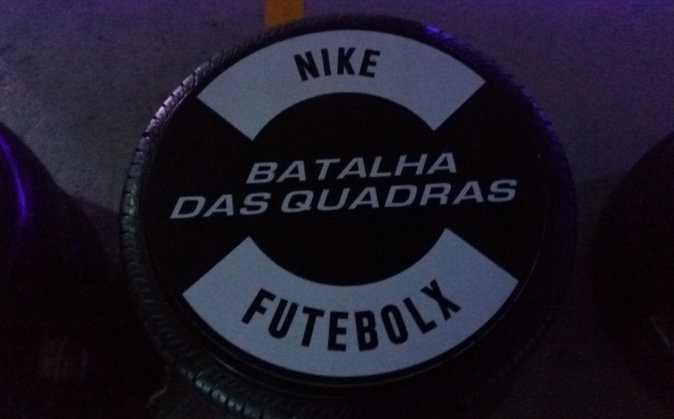 NIKE
BATALHA
DAS QUADRAS
FUTEBOLX